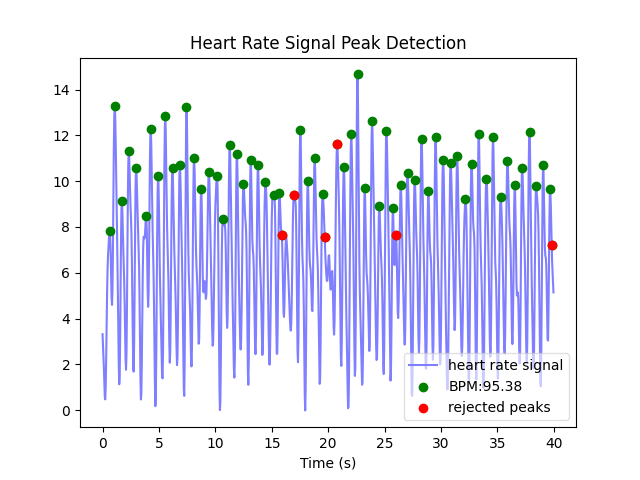 Heart Rate Signal Peak Detection
14
12
10
8
6
4
2
0
heart rate signal
BPM:95.38
rejected peaks
0 5 10 15 20 25 30 35 40
Time (s)